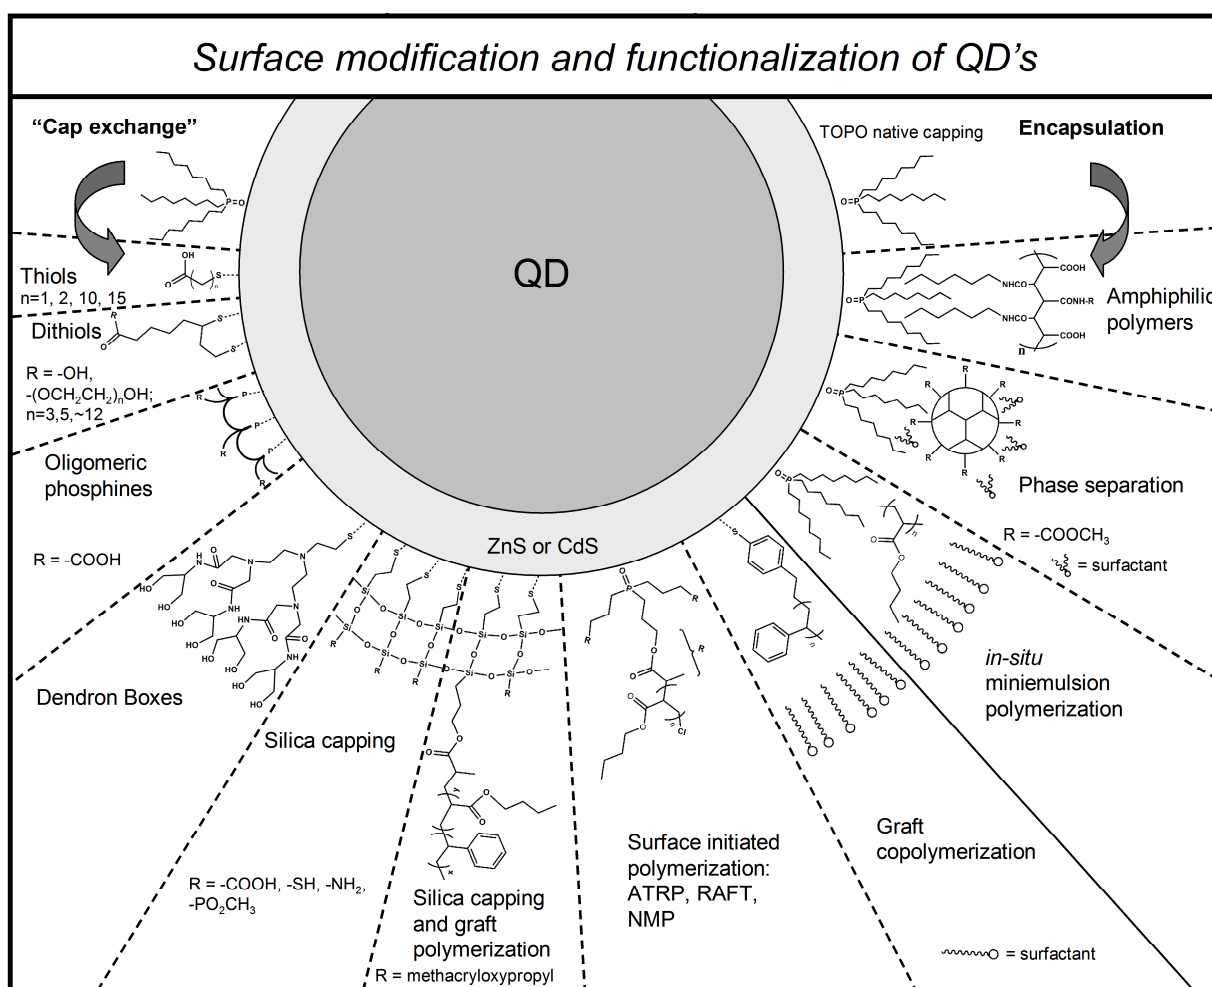 Surface modification and functionalization of QD's
“Cap exchange”
TOPO native capping
Encapsulation
QD
ZnS or CdS
Thiols
n=1, 2, 10, 15
Dithiols
R = -OH,
-(OCH2CH2)nOH;
n=3,5,~12
Oligomeric
phosphines
R = -COOH
Dendron Boxes
Silica capping
R = -COOH, -SH, -NH2,
-PO2CH3
Silica capping
and graft
polymerization
R = methacryloxypropyl
Surface initiated
polymerization:
ATRP, RAFT,
NMP
Graft
copolymerization
= surfactant
in-situ
miniemulsion
polymerization
Phase separation
R = -COOCH3
= surfactant
Amphiphilic
polymers